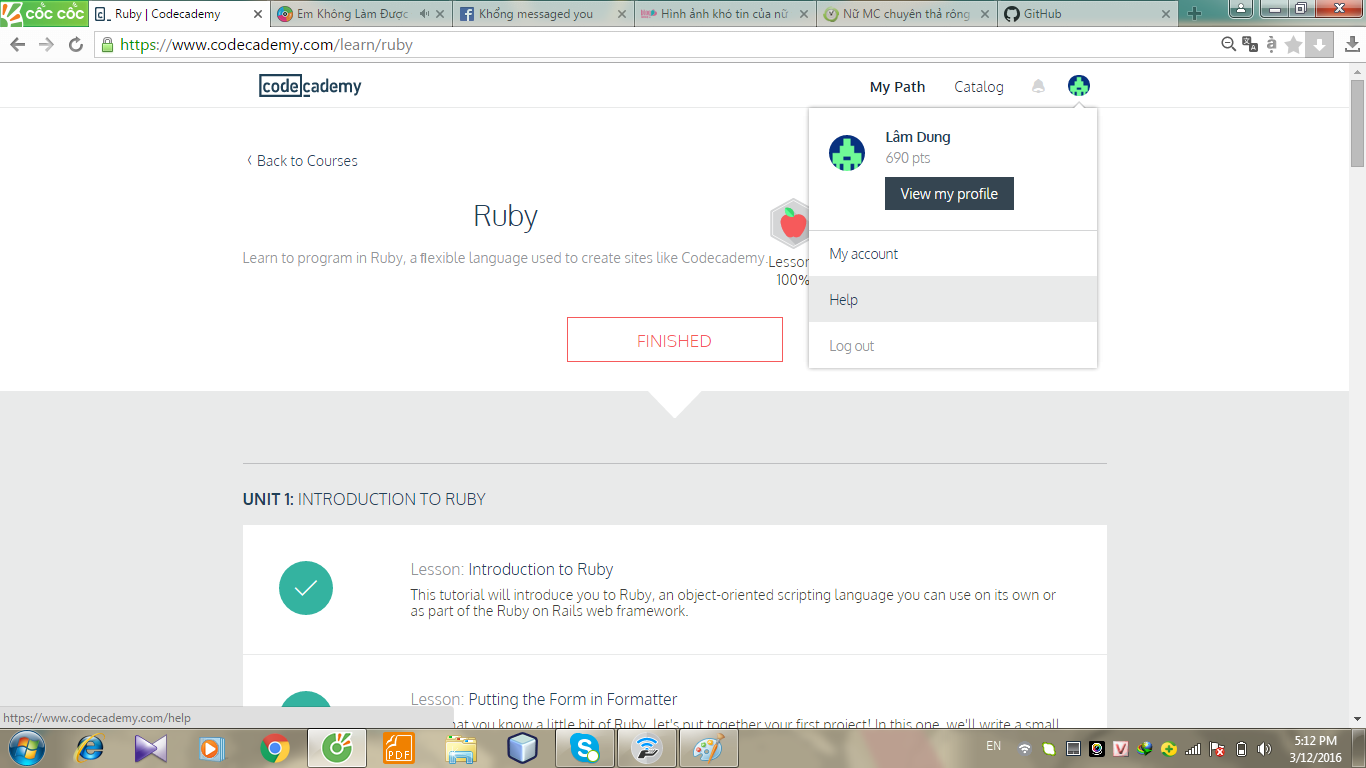 cốc cốc
Ruby | Codecademy
Em Không Làm Được
Khổng messaged you
Hình ảnh khó tin của nữ
Nữ MC chuyên thả rông
GitHub
https://www.codecademy.com/learn/ruby
codecademy
My Path
Catalog
Lâm Dung
690 pts
View my profile
My account
Help
Log out
Back to Courses
Ruby
Learn to program in Ruby, a flexible language used to create sites like Codecademy.
Lesson
100%
FINISHED
UNIT 1: INTRODUCTION TO RUBY
Lesson: Introduction to Ruby
This tutorial will introduce you to Ruby, an object-oriented scripting language you can use on its own or
as part of the Ruby on Rails web framework.
Lesson: Putting the Form in Formatter
that you know a little bit of Ruby, let's put together your first project! In this one, we'll write a small
https://www.codecademy.com/help
PDF
EN
5:12 PM
3/12/2016